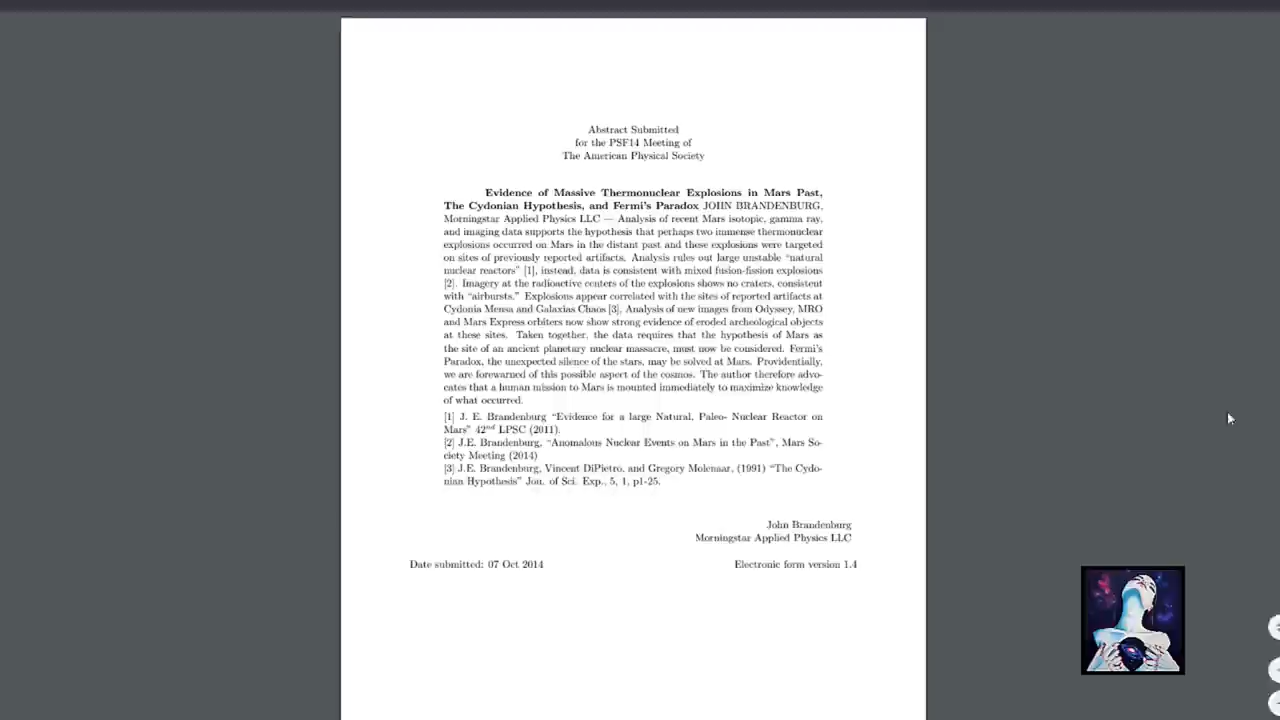 Abstract Submitted
for the PSF14 Meeting of
The American Physical Society
Evidence of Massive Thermonuclear Explosions in Mars Past,
The Cydonian Hypothesis, and Fermi's Paradox JOHN BRANDENBURG,
Morningstar Applied Physics LLC — Analysis of recent Mars isotopic, gamma ray,
and imaging data supports the hypothesis that perhaps two immense thermonuclear
explosions occurred on Mars in the distant past and these explosions were targeted
on sites of previously reported artifacts. Analysis rules out large unstable “natural
nuclear reactors” [1], instead, data is consistent with mixed fusion-fission explosions
[2]. Imagery at the radioactive centers of the explosions shows no craters, consistent
with “airbursts.” Explosions appear correlated with the sites of reported artifacts at
Cydonia Mensa and Galaxias Chaos [3], Analysis of new images from Odyssey, MRO
and Mars Express orbiters now show strong evidence of eroded archeological objects
at these sites. Taken together, the data requires that the hypothesis of Mars as
the site of an ancient planetary nuclear massacre, must now be considered. Fermi's
Paradox, the unexpected silence of the stars, may be solved at Mars. Providentially,
we are forewarned of this possible aspect of the cosmos. The author therefore advo-
cates that a human mission to Mars is mounted immediately to maximize knowledge
of what occurred.
[1] J. E. Brandenburg “Evidence for a large Natural, Paleo- Nuclear Reactor on
Mars” 42nd LPSC (2011).
[2] J.E. Brandenburg, “Anomalous Nuclear Events on Mars in the Past”, Mars So-
ciety Meeting (2014)
[3] J.E. Brandenburg, Vincent DiPietro, and Gregory Molenaar, (1991) “The Cydo-
nian Hypothesis” Jou. of Sci. Exp., 5, 1, p1-25.
John Brandenburg
Morningstar Applied Physics LLC
Date submitted: 07 Oct 2014
Electronic form version 1.4